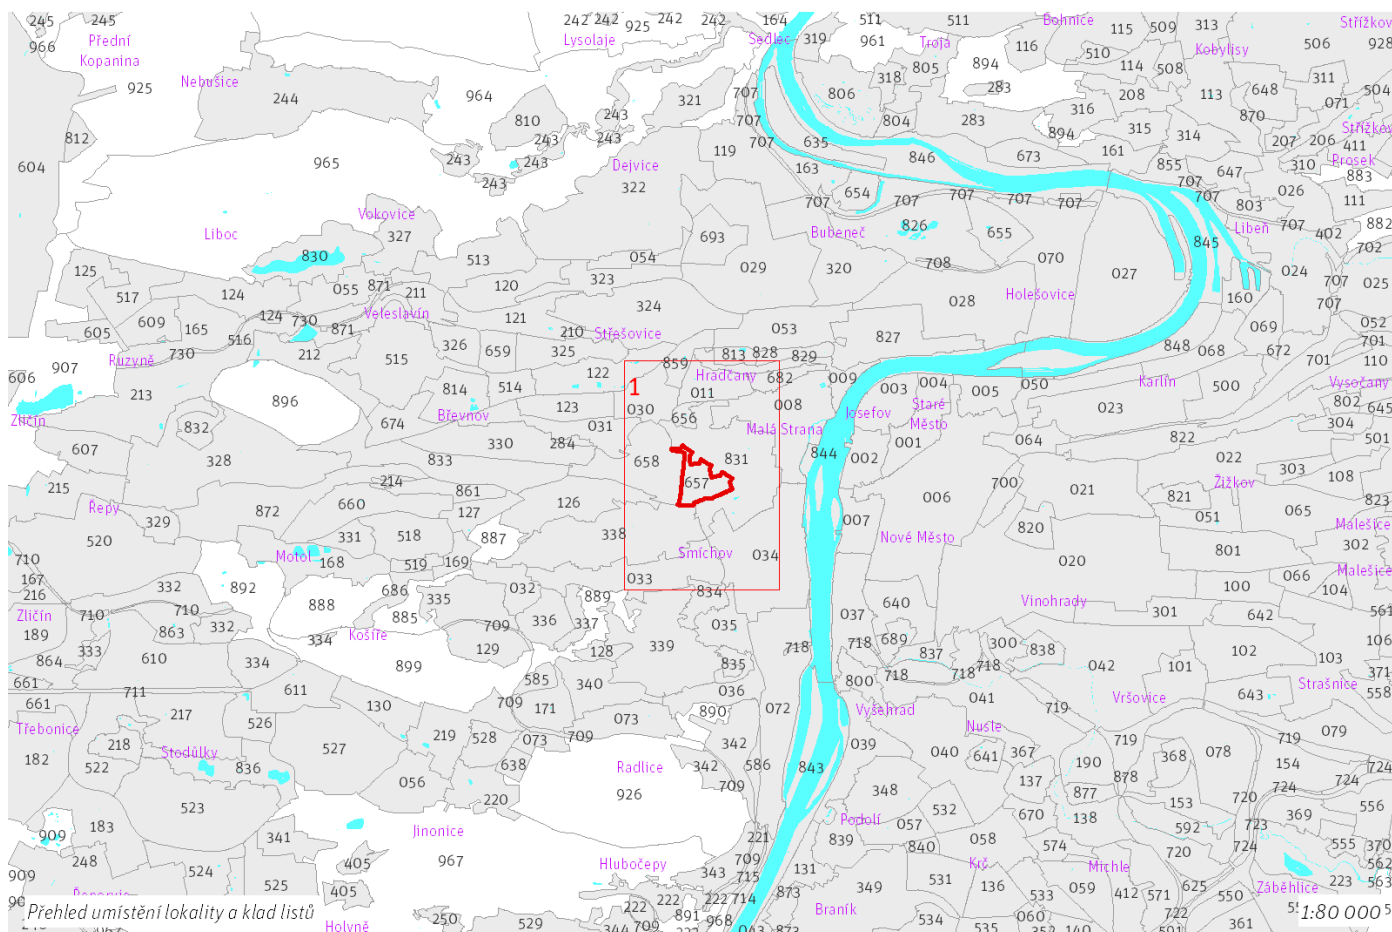 245 242 242 925 242 242 164 511 511 Bohnice 115 509 313 Střížkov
966 Přední Kopanina Lysolaje Sedlec 319 961 Troja 116 510 Kobylisy 506 928
925 Nebušice 244 964 321 707 318 805 894 283 114 508 311 504
810 243 707 806 316 208 113 648 071
812 243 243 804 283 894 315 314 870 207 206 Střížkov
604 965 243 243 Dejvice 119 707 635 846 673 161 855 310 411 Prosek
243 322 163 654 707 647 026 883
Vokovice 707 707 707 707 707 707 803 111
Liboc 327 693 Bubeneč 826 655 Libeň 707 402 882
830 513 054 029 320 708 070 027 845 702
125 124 055 871 211 120 323 028 Holešovice 160 024 707 025
517 124 730 871 Veleslavín 121 324 707
605 609 165 516 212 326 659 210 325 Střešovice 053 827 069 052
Ruzyně 730 515 859 813 828 829 848 068 672 701 701
606 907 213 814 514 122 1 Hradčany 682 009 003 004 005 050 Karlín 500 110 Vysočany
Zličín 896 Břevnov 123 030 011 008 Josefov Staré Město 023 802 645
832 674 031 656 Malá Strana 001 304
607 328 330 284 658 831 844 002 064 822 501
833 657 022 303 108
215 214 861 126 006 700 021 821 Žižkov 823
Řepy 329 872 660 127 007 820 051 065 Malešice
520 331 518 887 338 Nové Město 801 302
710 Motol 168 519 169 Smíchov 034 020 066 Malešice
167 332 892 686 032 033 100 104
216 888 335 889 834 640 Vinohrady 301 642 561
Zličín 710 710 885 709 336 337 035 037 106
189 863 332 334 Košíře 129 128 339 718 718 689 837 300 838 102
864 333 610 334 899 585 340 835 718 718 042 101 103 371
661 711 611 709 171 036 800 041 643 Strašnice 558
661 217 130 073 890 072 Vyšehrad 719 Vršovice
Třebonice 218 526 219 528 073 709 Nusle 719 719 079
182 522 Stodůlky 836 527 638 342 039 040 641 367 190 368 078 154
056 Radlice 342 586 843 137 878 724 724
523 220 926 709 348 532 877 153 720 369 556
909 183 Jinonice Podolí 057 670 138 592 723
341 221 839 840 058 574 720 724 555 370
248 405 967 Hlubočepy 709 131 Krč Michle 562
909 524 525 405 343 715 873 349 531 136 059 412 571 625 223 563
Braník 533 550 Záběhlice
Přehled umístění lokality a klad listů 250 529 222 222 222 714 891 968 534 722 361 1:80 000
Holyně 709